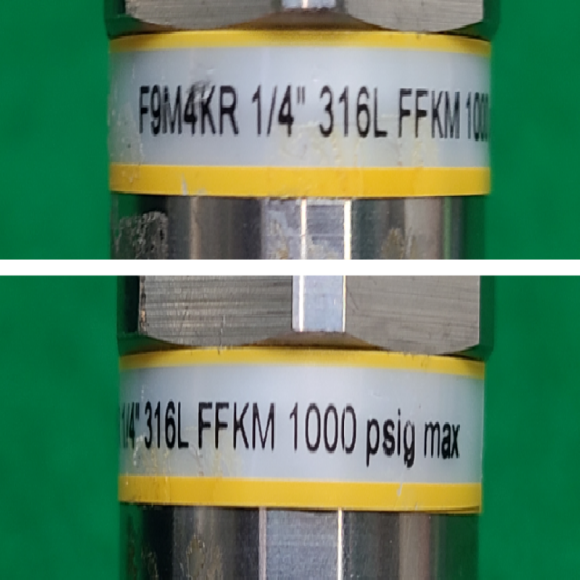 F9M4KR 1/4" 316L FFKM 1000
1/4" 316L FFKM 1000 psig max